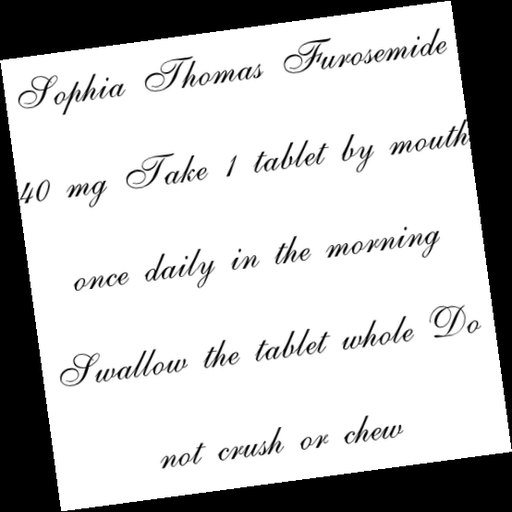 Sophia Thomas Furosemide
40 mg Take 1 tablet by mouth
once daily in the morning
Swallow the tablet whole Do
not crush or chew